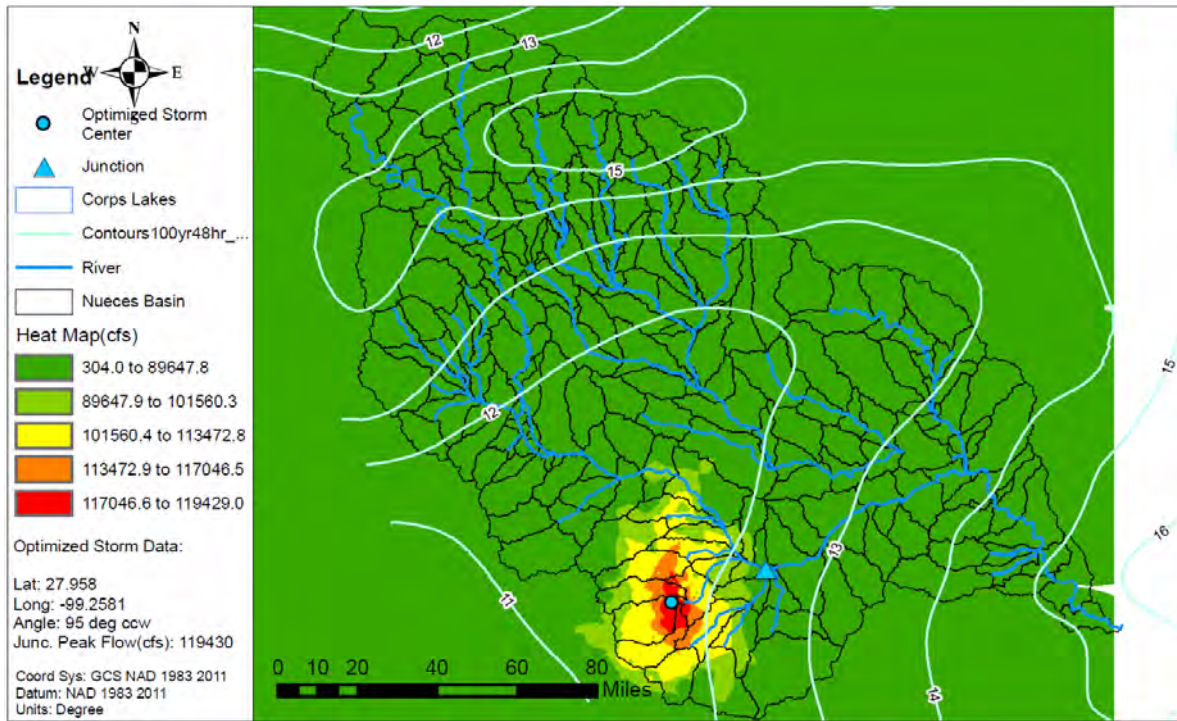 N
Legend
W
E
S
Optimized Storm
Center
Junction
Corps Lakes
Contours100yr48hr_...
River
Nueces Basin
Heat Map(cfs)
304.0 to 89647.8
89647.9 to 101560.3
101560.4 to 113472.8
113472.9 to 117046.5
117046.6 to 119429.0
Optimized Storm Data:
Lat: 27.958
Long: -99.2581
Angle: 95 deg ccw
Junc. Peak Flow(cfs): 119430
Coord Sys: GCS NAD 1983 2011
Datum: NAD 1983 2011
Units: Degree
12
13
15
15
12
16
13
11
14
0 10 20 40 60 80
Miles